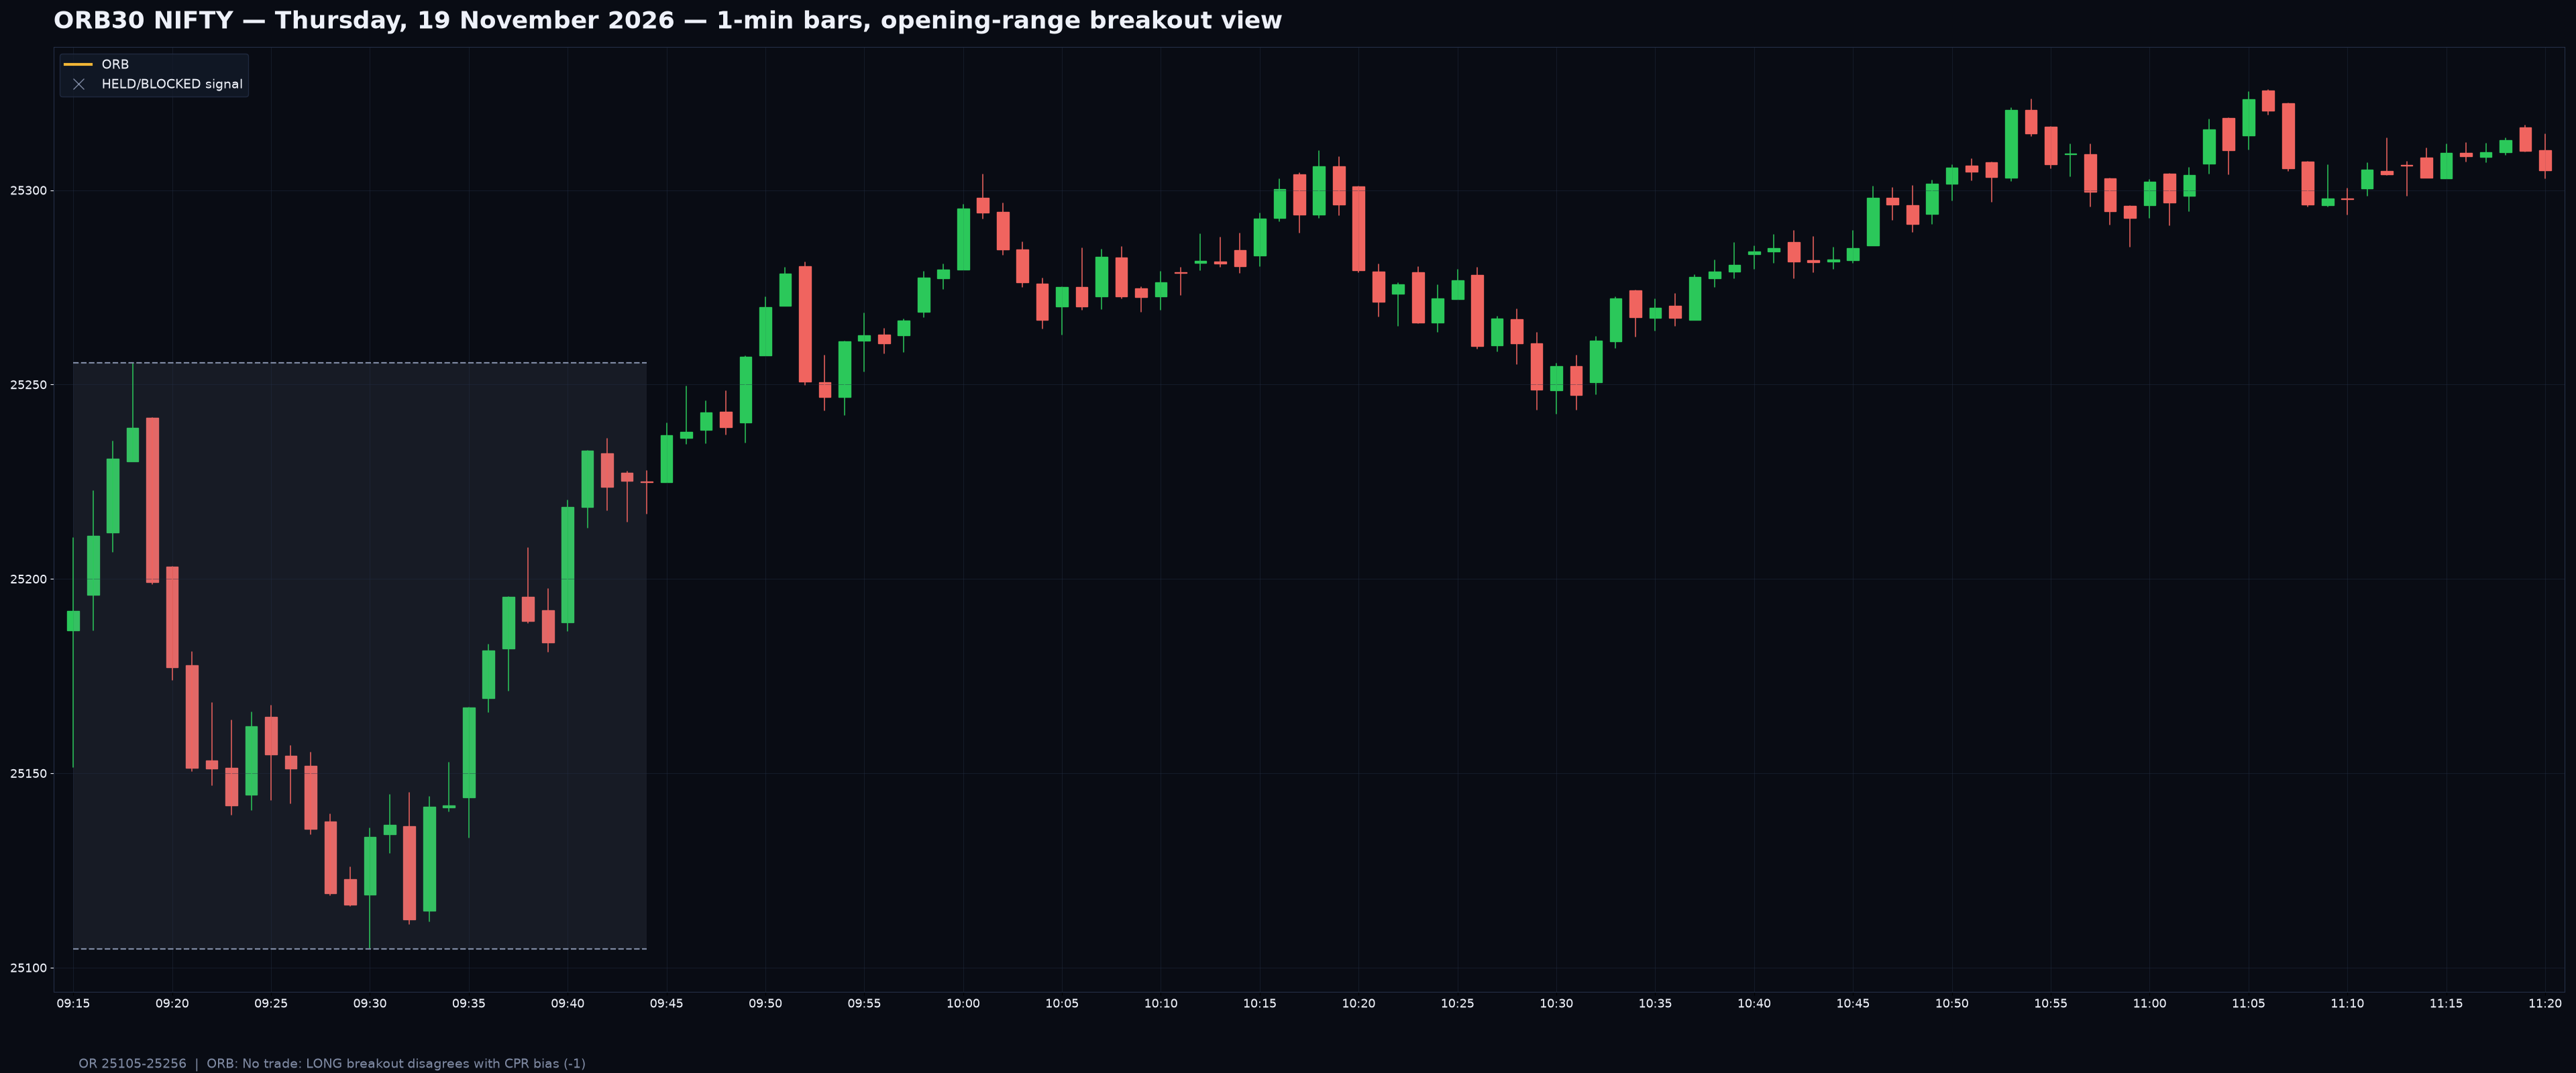 ORB30 NIFTY — Thursday, 19 November 2026 — 1-min bars, opening-range breakout view
ORB
HELD/BLOCKED signal
25300
25250
25200
25150
25100
09:15 09:20 09:25 09:30 09:35 09:40 09:45 09:50 09:55 10:00 10:05 10:10 10:15 10:20 10:25 10:30 10:35 10:40 10:45 10:50 10:55 11:00 11:05 11:10 11:15 11:20
OR 25105-25256 | ORB: No trade: LONG breakout disagrees with CPR bias (-1)